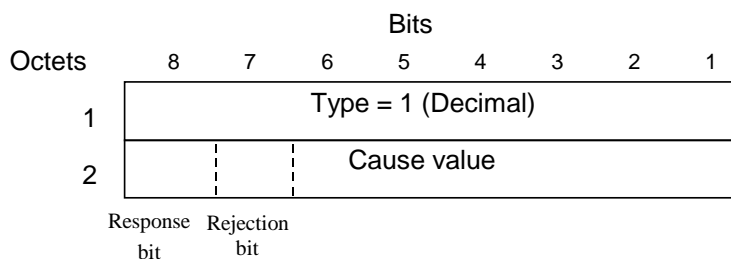 Bits
Octets 8 7 6 5 4 3 2 1
1 Type = 1 (Decimal)
2 Cause value
Response Rejection
bit bit